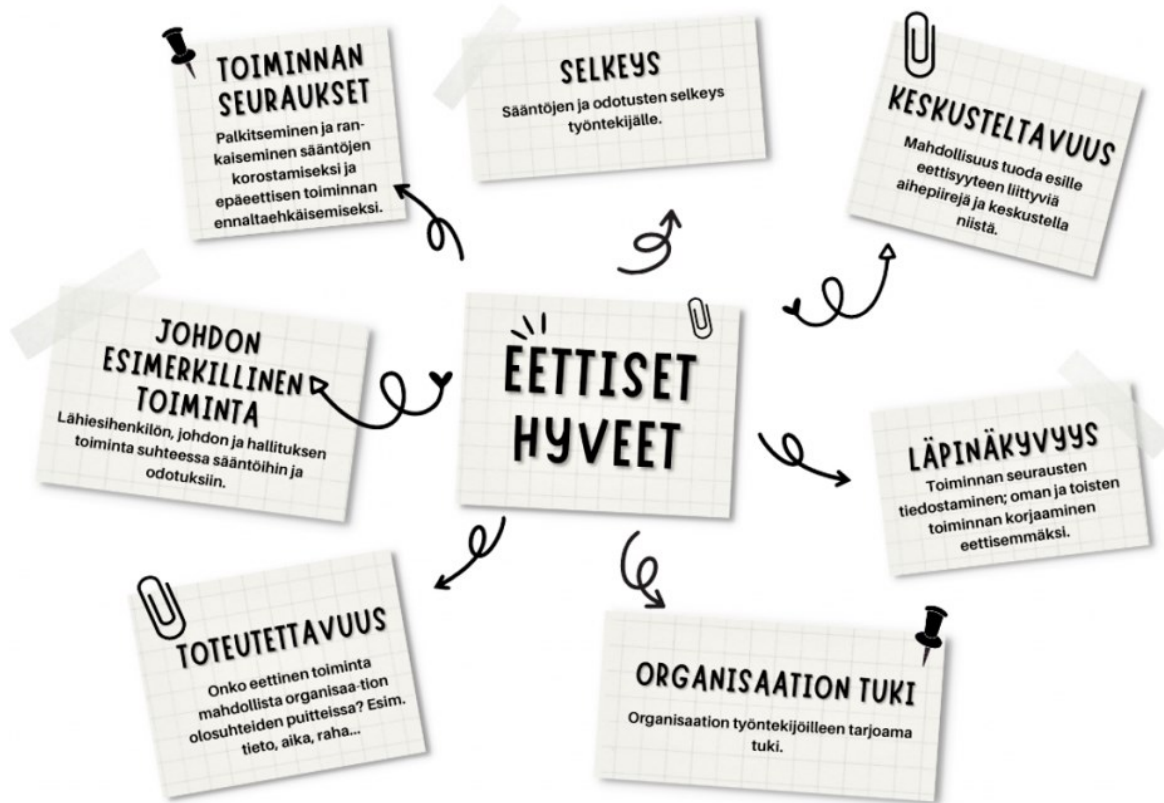 TOIMINNAN
SEURAUKSET
Palkitseminen ja ran-
kaiseminen sääntöjen
korostamiseksi ja
epäeettisen toiminnan
ennaltaehkäisemiseksi.
SELKEYS
Sääntöjen ja odotusten selkeys
työntekijälle.
KESKUSTELTAVUUS
Mahdollisuus tuoda esille
eettisyyteen liittyviä
aihepiirejä ja keskustella
niistä.
JOHDON
ESIMERKILLINEN
TOIMINTA
Lähiesihenkilön, johdon ja hallituksen
toiminta suhteessa sääntöihin ja
odotuksiin.
EETTISET
HYVEET
LÄPINÄKYVYYS
Toiminnan seurausten
tiedostaminen; oman ja toisten
toiminnan korjaaminen
eettisemmäksi.
TOTEUTETTAVUUS
Onko eettinen toiminta
mahdollista organisaa-tion
olosuhteiden puitteissa? Esim.
tieto, aika, raha...
ORGANISAATION TUKI
Organisaation työntekijöilleen tarjoama
tuki.